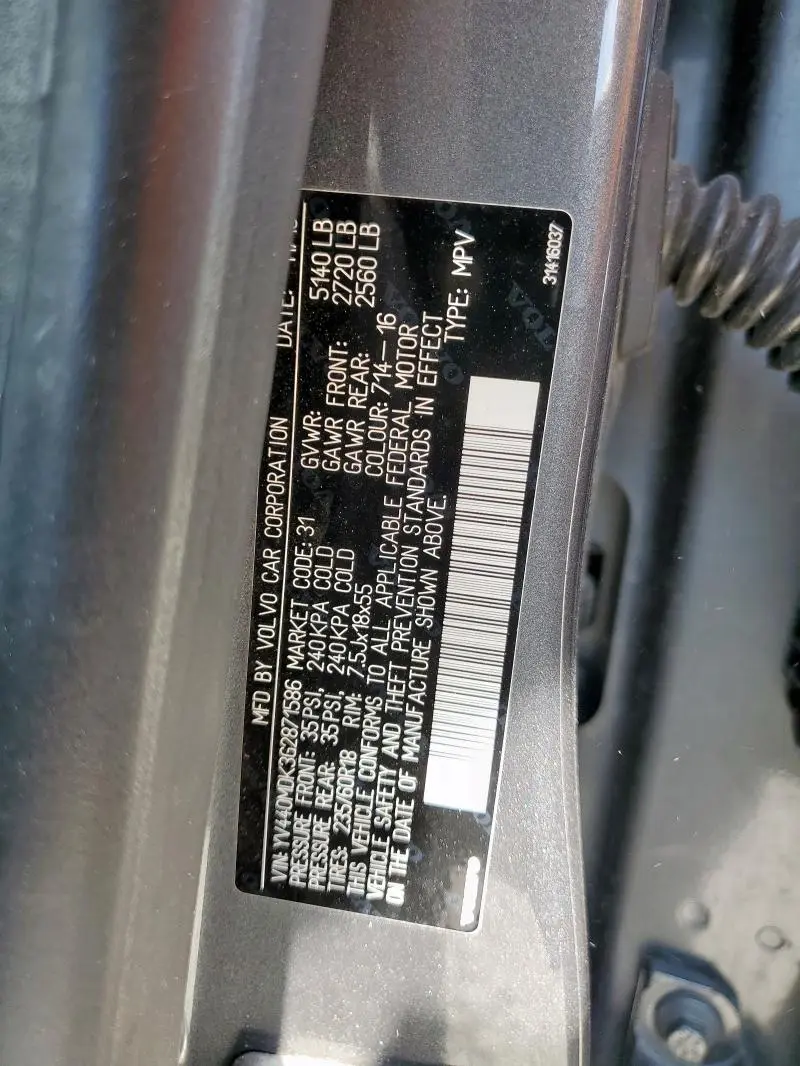 MFD BY VOLVO CAR CORPORATION DATE:
VIN:YV440MDK3G2871586 MARKET CODE: 31
PRESSURE FRONT: 35PSI, 240KPA COLD GVWR: 5140 LB
PRESSURE REAR: 35PSI, 240KPA COLD GAWR FRONT: 2720 LB
TIRES: 235/60R18 RIM: 7.5Jx18x55 GAWR REAR: 2560 LB
COLOUR: 714-16
THIS VEHICLE CONFORMS TO ALL APPLICABLE FEDERAL MOTOR
VEHICLE SAFETY AND THEFT PREVENTION STANDARDS IN EFFECT
ON THE DATE OF MANUFACTURE SHOWN ABOVE. TYPE: MPV
VOLVO
31416037